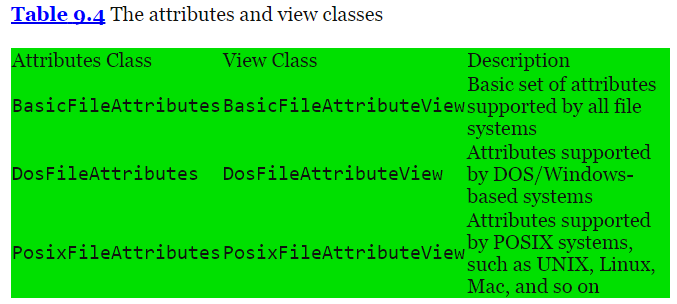 Table 9.4 The attributes and view classes
Attributes Class View Class Description
BasicFileAttributes BasicFileAttributeView Basic set of attributes
supported by all file
systems
DosFileAttributes DosFileAttributeView Attributes supported
by DOS/Windows-
based systems
PosixFileAttributes PosixFileAttributeView Attributes supported
by POSIX systems,
such as UNIX, Linux,
Mac, and so on